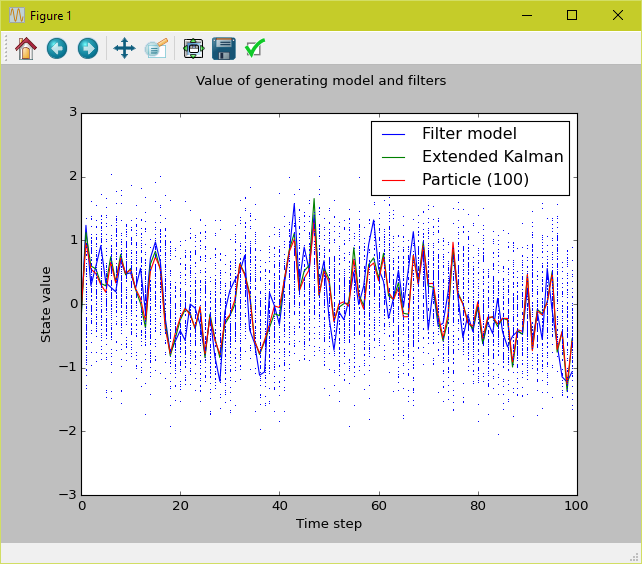 Figure 1
Value of generating model and filters
Filter model
Extended Kalman
Particle (100)
3
2
1
0
−1
−2
−3
State value
0 20 40 60 80 100
Time step